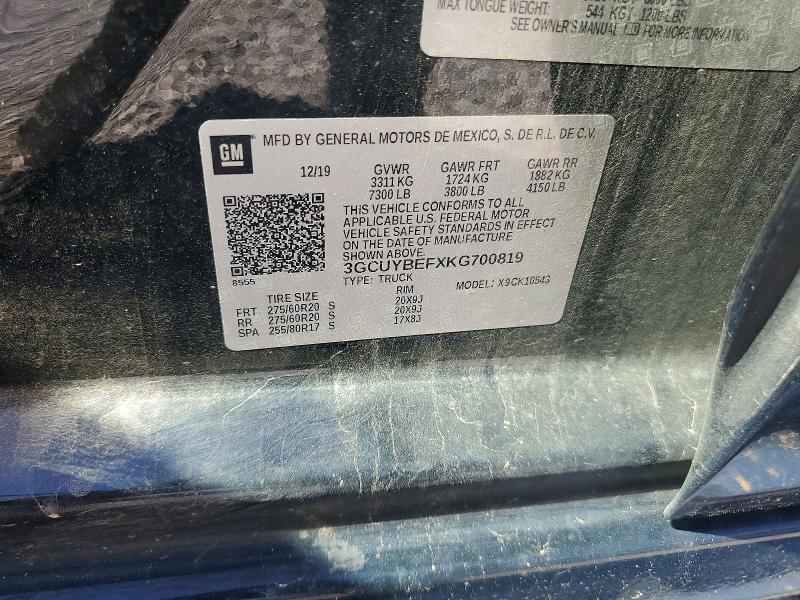 MAX TONGUE WEIGHT: 544 KG / 1200 LBS
SEE OWNER'S MANUAL FOR MORE INFORMATION
GM
MFD BY GENERAL MOTORS DE MEXICO, S. DE R.L. DE C.V.
12/19 GVWR GAWR FRT GAWR RR
3311 KG 1724 KG 1882 KG
7300 LB 3800 LB 4150 LB
THIS VEHICLE CONFORMS TO ALL
APPLICABLE U.S. FEDERAL MOTOR
VEHICLE SAFETY STANDARDS IN EFFECT
ON THE DATE OF MANUFACTURE
SHOWN ABOVE.
3GCUYBEFXKG700819
8555
TYPE: TRUCK MODEL: X9CK10543
TIRE SIZE RIM
FRT 275/60R20 S 20X9J
RR 275/60R20 S 20X9J
SPA 255/80R17 S 17X8J